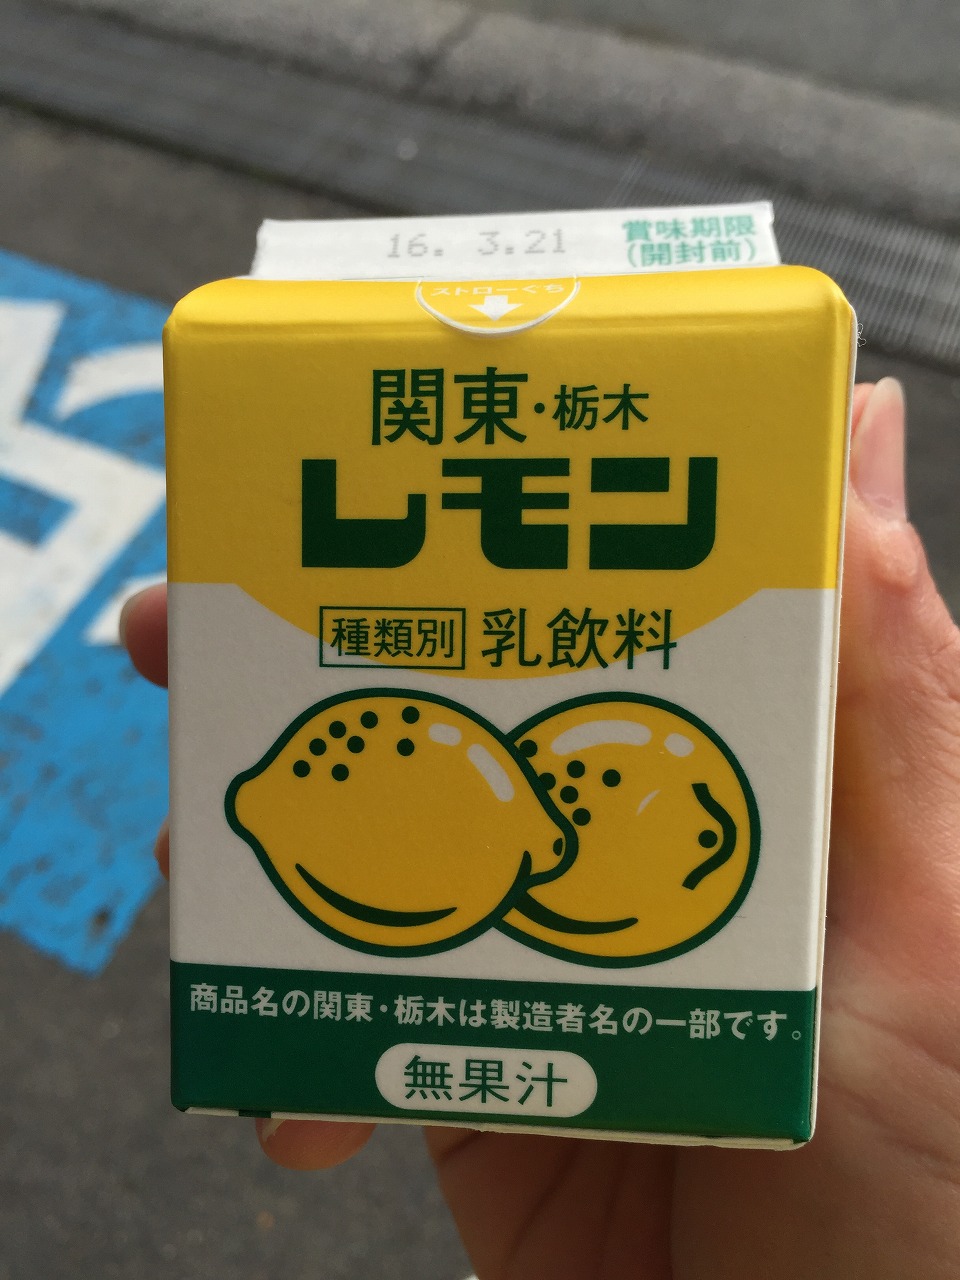 16. 3.21
賞味期限
(開封前)
ストローぐち
関東・栃木
レモン
種類別 乳飲料
商品名の関東・栃木は製造者名の一部です。
無果汁